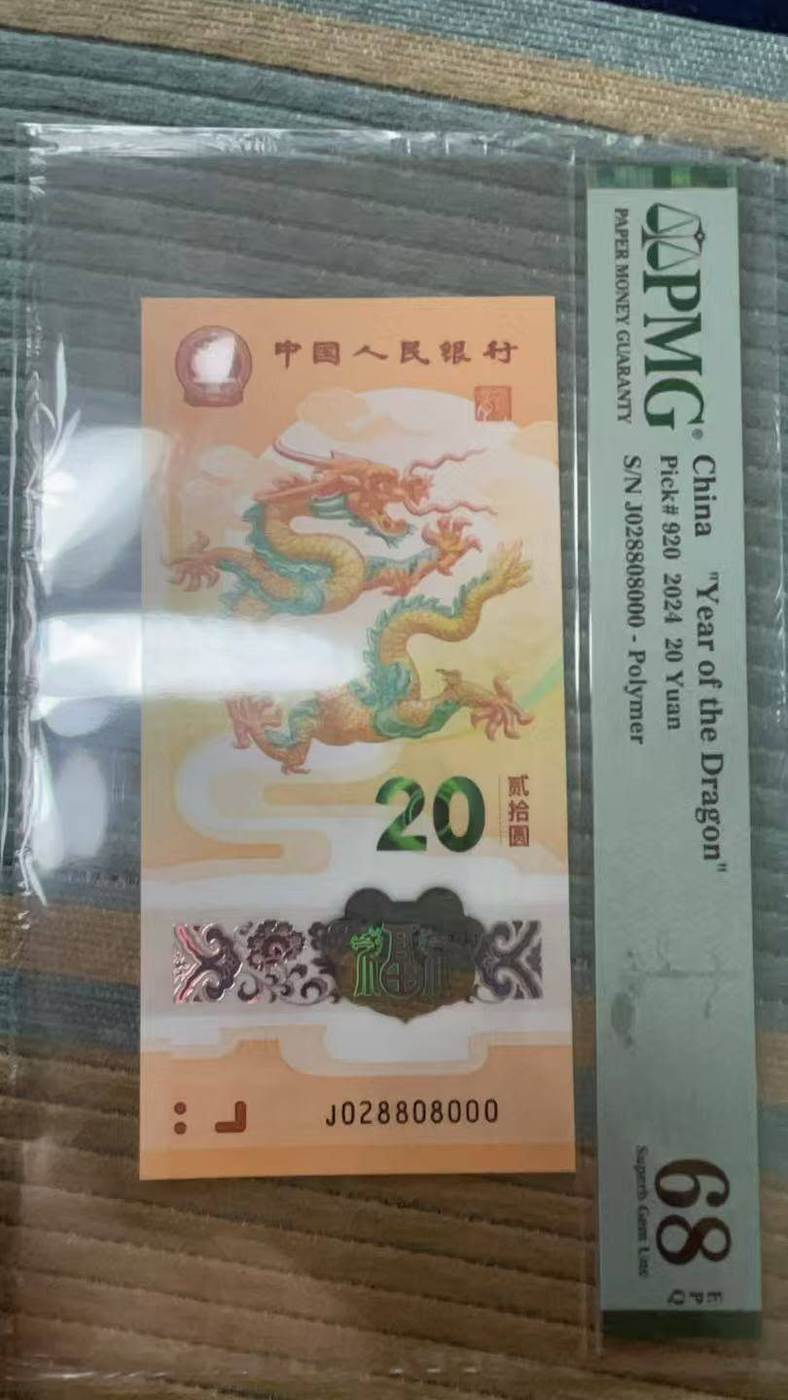 中国人民银行
20
贰拾圆
J028808000
PMG®
PAPER MONEY GUARANTY
China "Year of the Dragon"
Pick# 920 2024 20 Yuan
S/N J028808000 - Polymer
68
EPQ
Superb Gem Unc